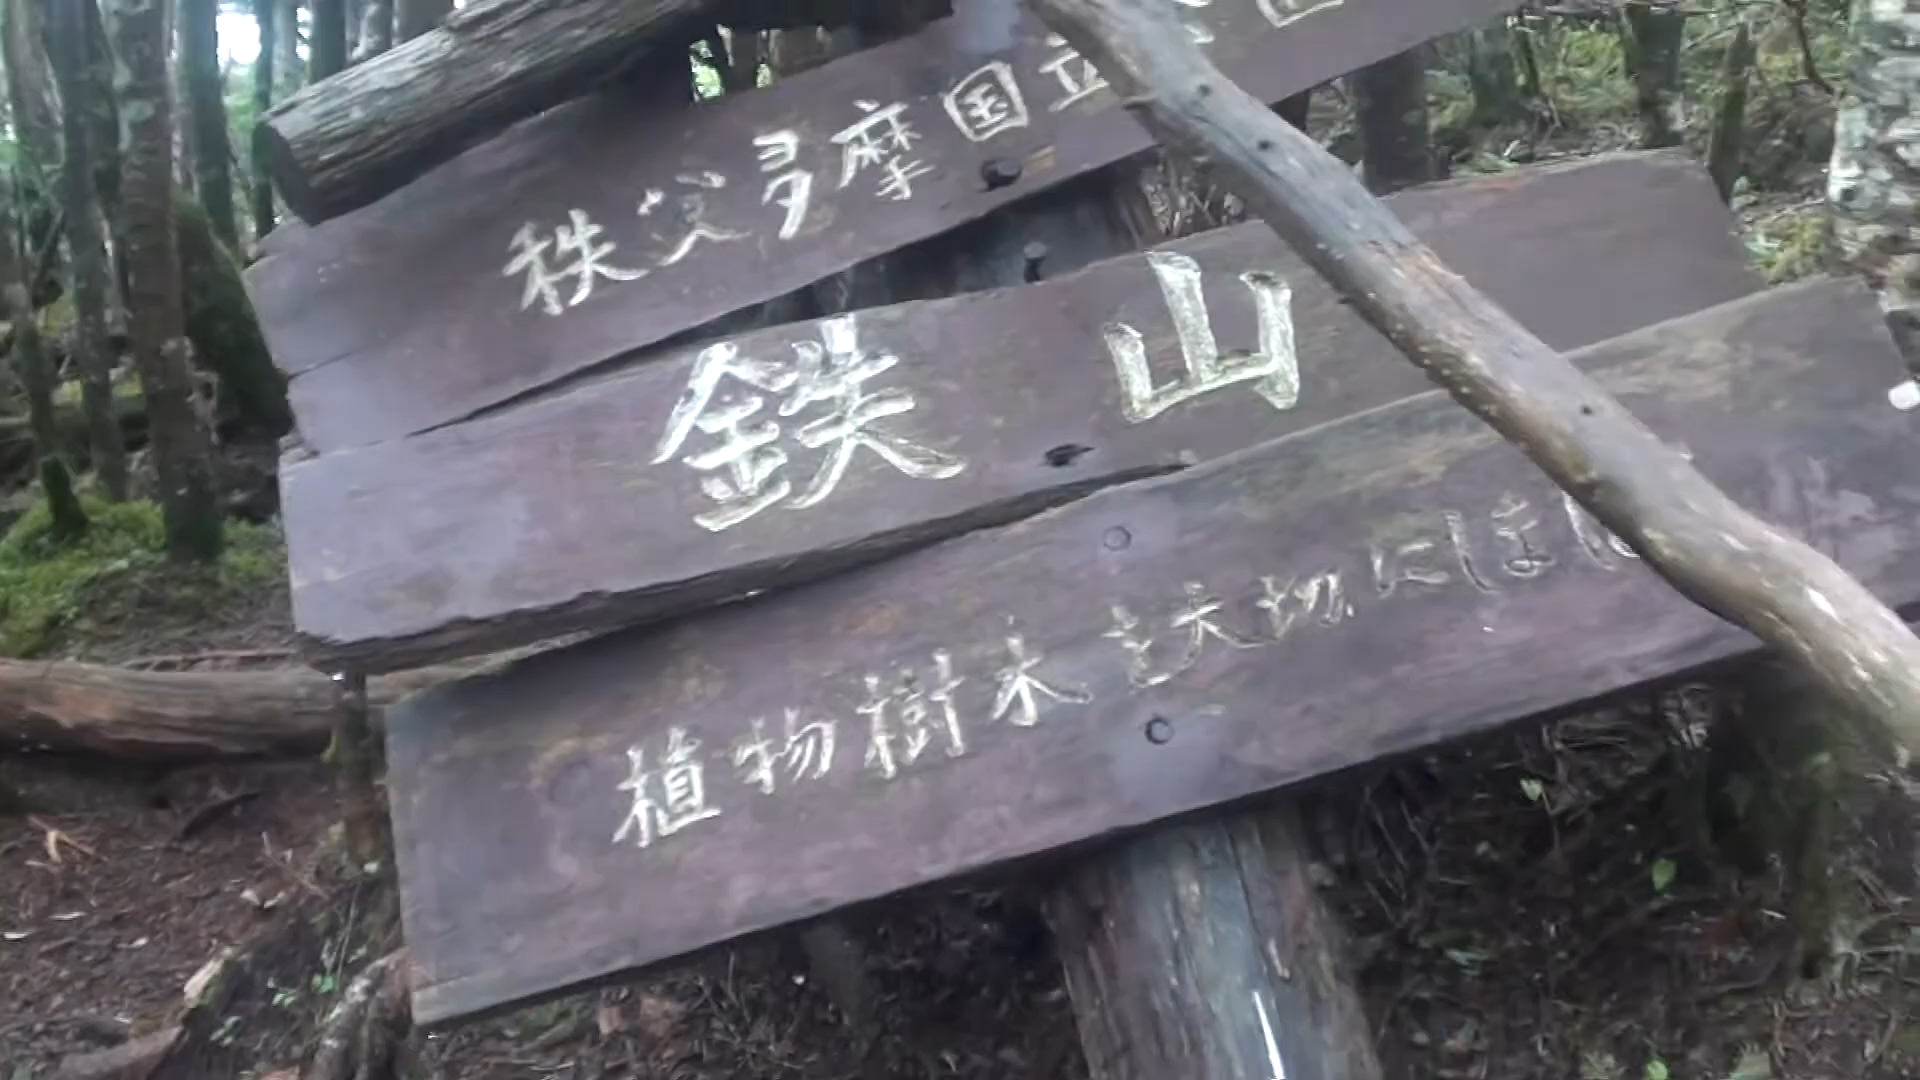 秩父多摩国立
鉄山
植物樹木を大切にしま